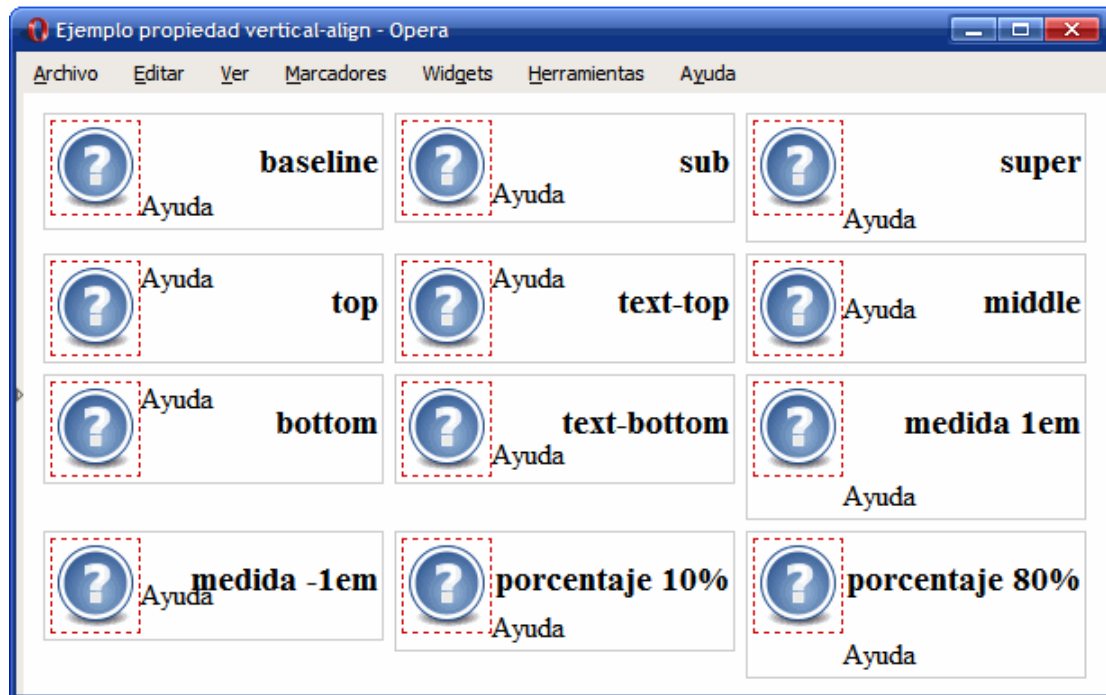 Ejemplo propiedad vertical-align - Opera
Archivo Editar Ver Marcadores Widgets Herramientas Ayuda
baseline
Ayuda
sub
Ayuda
super
Ayuda
Ayuda
top
Ayuda
text-top
Ayuda
middle
Ayuda
bottom
text-bottom
Ayuda
medida 1em
Ayuda
medida -1em
Ayuda
porcentaje 10%
Ayuda
porcentaje 80%
Ayuda